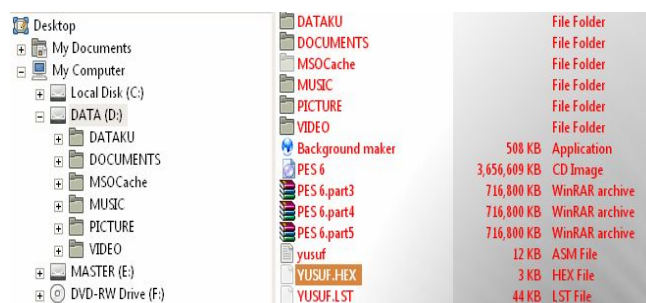 Desktop
My Documents
My Computer
Local Disk (C:)
DATA (D:)
DATAKU
DOCUMENTS
MSOCache
MUSIC
PICTURE
VIDEO
MASTER (E:)
DVD-RW Drive (F:)
DATAKU File Folder
DOCUMENTS File Folder
MSOCache File Folder
MUSIC File Folder
PICTURE File Folder
VIDEO File Folder
Background maker 508 KB Application
PES 6 3,656,609 KB CD Image
PES 6.part3 716,800 KB WinRAR archive
PES 6.part4 716,800 KB WinRAR archive
PES 6.part5 716,800 KB WinRAR archive
yusuf 12 KB ASM File
YUSUF.HEX 3 KB HEX File
YUSUF.LST 44 KB LST File